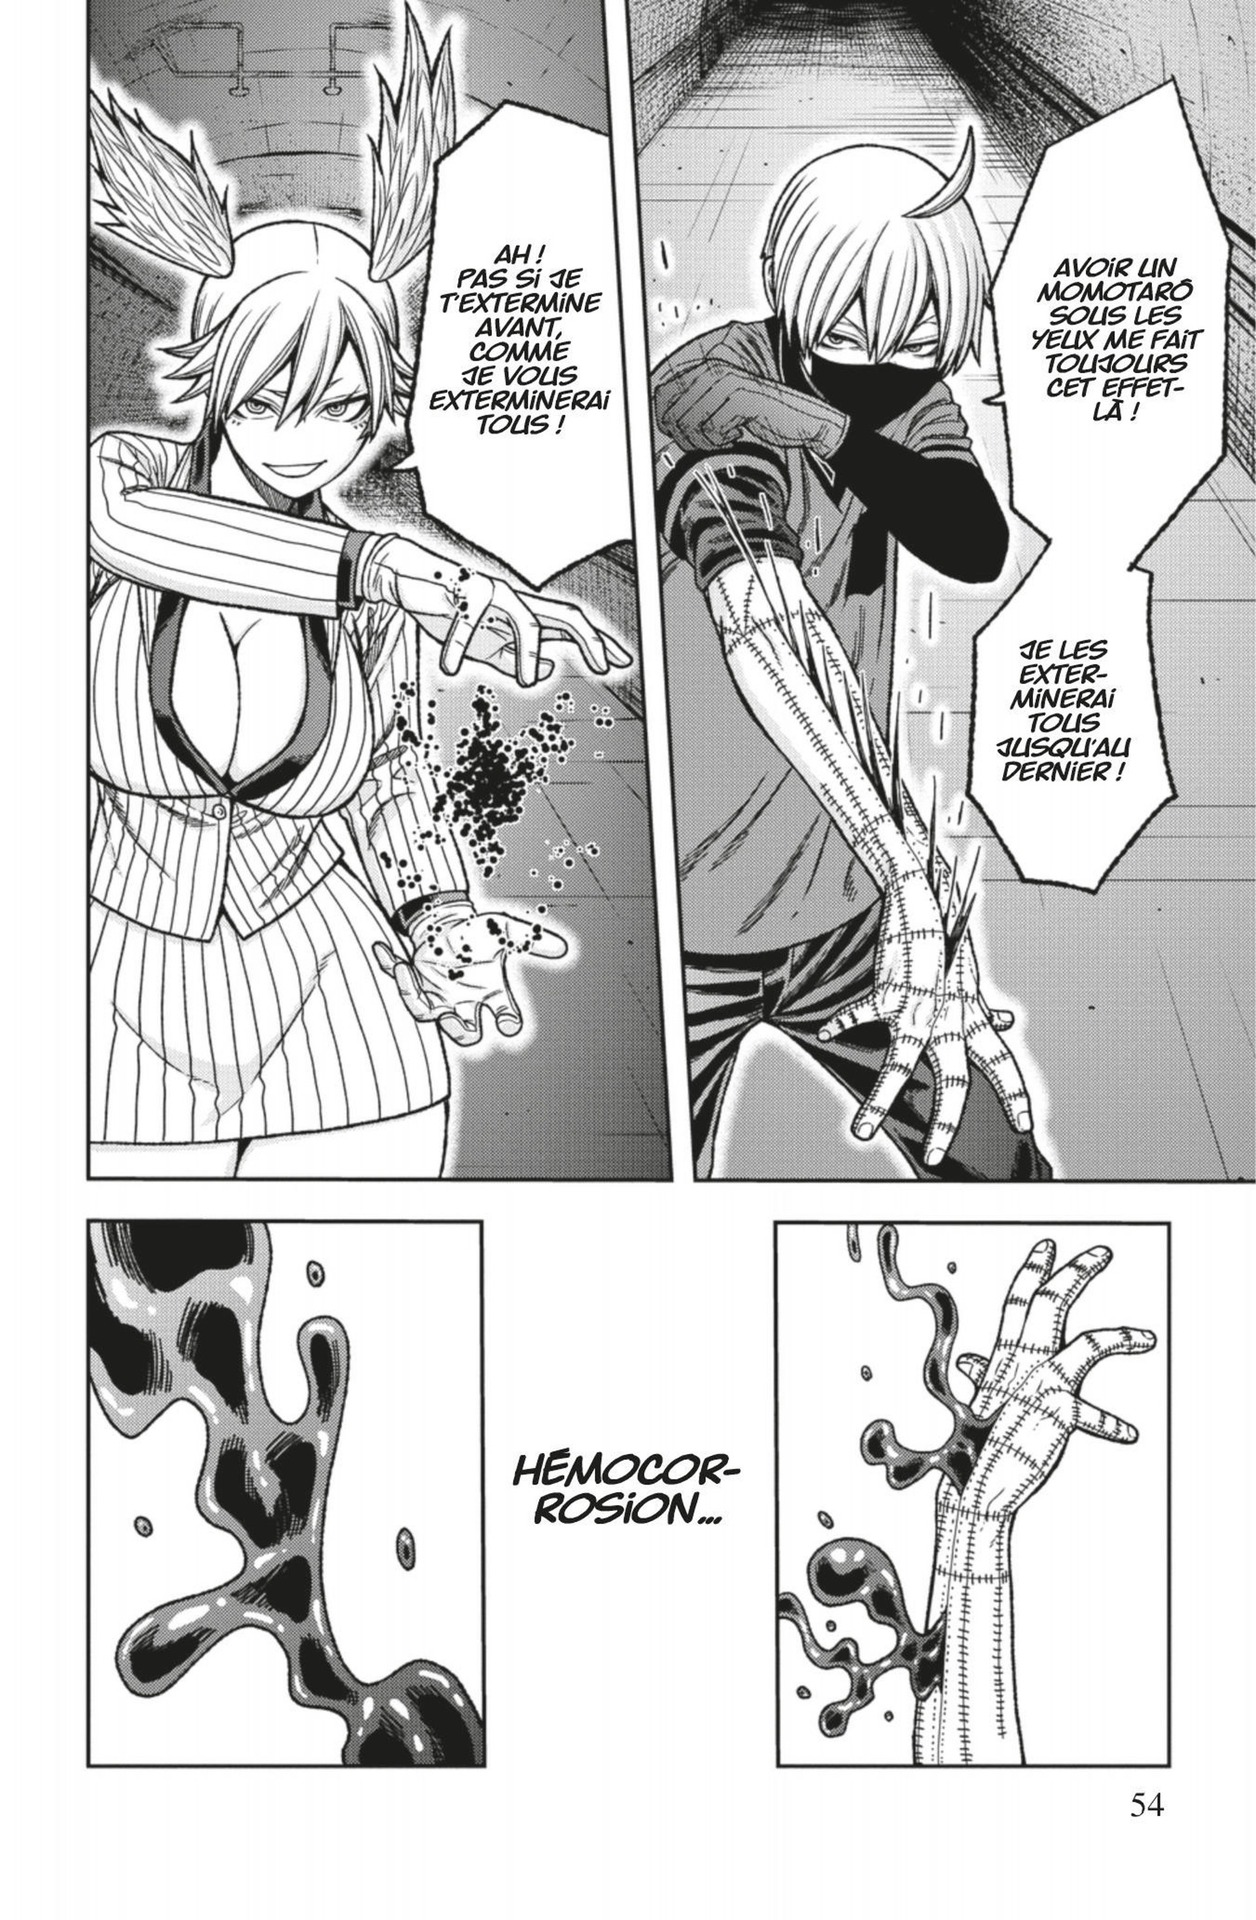 AVOIR UN
MOMOTARÔ
SOUS LES
YEUX ME FAIT
TOUJOURS
CET EFFET-
LÀ !
JE LES
EXTER-
MINERAI
TOUS
JUSQU'AU
DERNIER !
AH !
PAS SI JE
T'EXTERMINE
AVANT,
COMME
JE VOUS
EXTERMINERAI
TOUS !
HÉMOCOR-
ROSION...
54